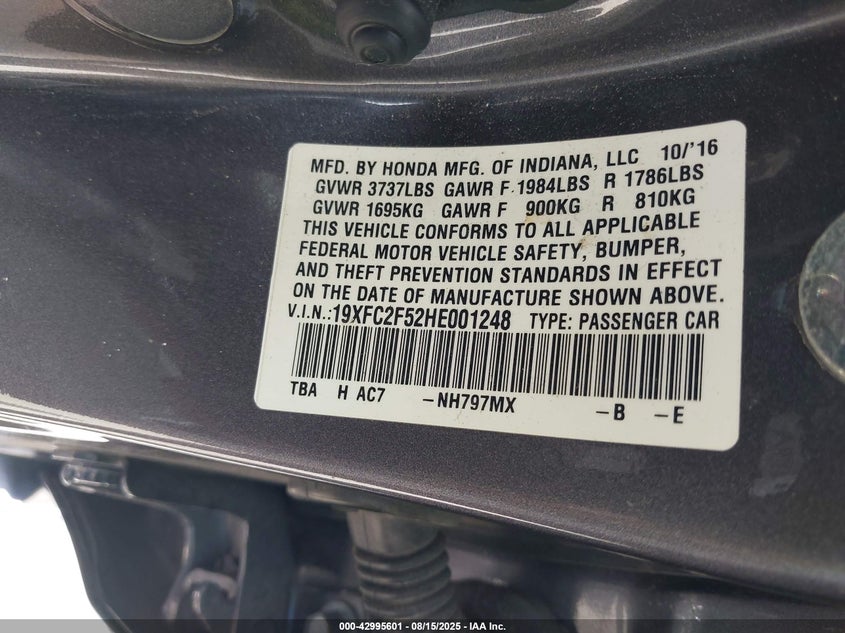 MFD. BY HONDA MFG. OF INDIANA, LLC 10/'16
GVWR 3737LBS GAWR F 1984LBS R 1786LBS
GVWR 1695KG GAWR F 900KG R 810KG
THIS VEHICLE CONFORMS TO ALL APPLICABLE
FEDERAL MOTOR VEHICLE SAFETY, BUMPER,
AND THEFT PREVENTION STANDARDS IN EFFECT
ON THE DATE OF MANUFACTURE SHOWN ABOVE.
V.I.N.:19XFC2F52HE001248 TYPE: PASSENGER CAR
TBA H AC7 -NH797MX -B -E
000-42995601 - 08/15/2025 - IAA Inc.